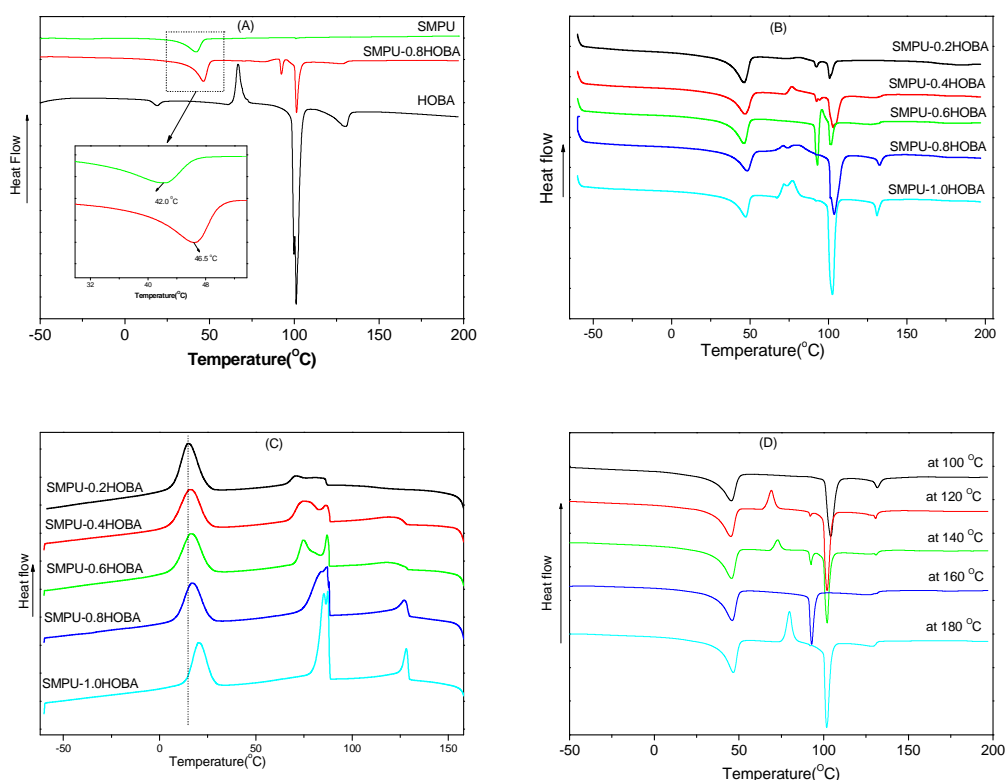 (A)
SMPU
SMPU-0.8HOBA
HOBA
Heat Flow
42.0 °C
46.5 °C
32 40 48
Temperature(°C)
-50 0 50 100 150 200
Temperature(°C)
(B)
SMPU-0.2HOBA
SMPU-0.4HOBA
SMPU-0.6HOBA
SMPU-0.8HOBA
SMPU-1.0HOBA
Heat flow
-50 0 50 100 150 200
Temperature(°C)
(C)
SMPU-0.2HOBA
SMPU-0.4HOBA
SMPU-0.6HOBA
SMPU-0.8HOBA
SMPU-1.0HOBA
Heat flow
-50 0 50 100 150
Temperature(°C)
(D)
at 100 °C
at 120 °C
at 140 °C
at 160 °C
at 180 °C
Heat flow
-50 0 50 100 150 200
Temperature(°C)